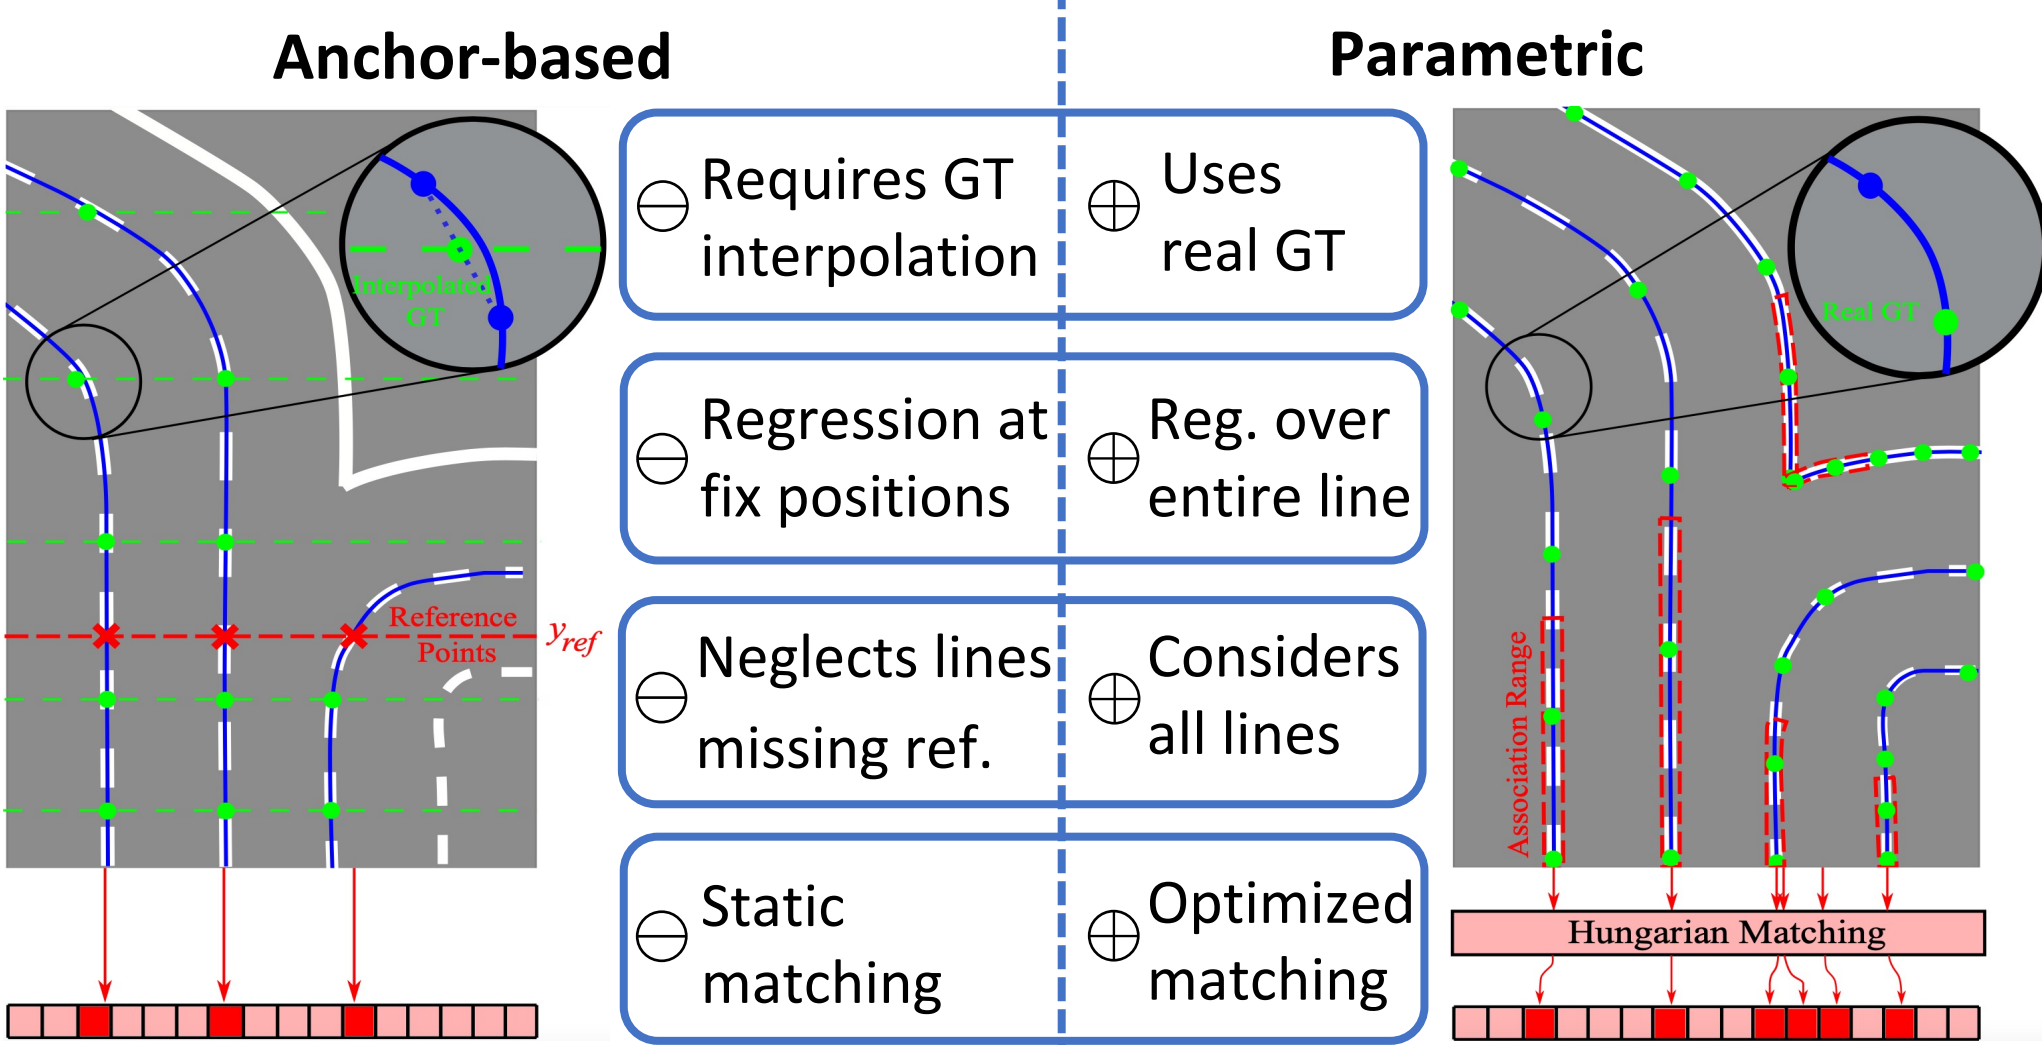 Anchor-based
Parametric
Interpolated
GT
Reference
Points
y_ref
Requires GT
interpolation
Uses
real GT
Regression at
fix positions
Reg. over
entire line
Neglects lines
missing ref.
Considers
all lines
Static
matching
Optimized
matching
Real GT
Association Range
Hungarian Matching